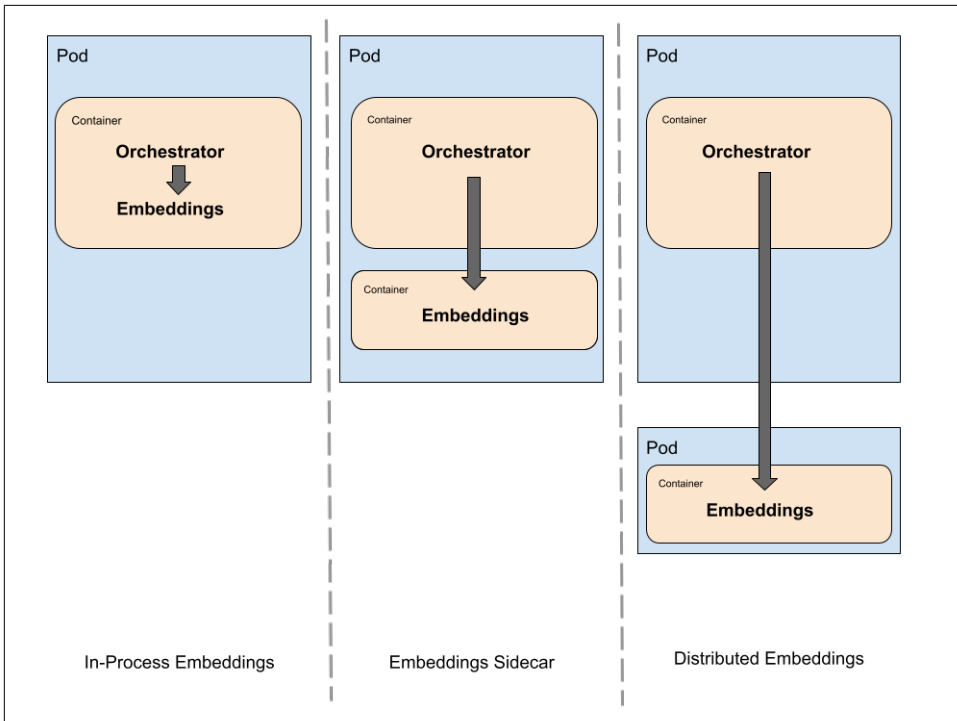 Pod
Container
Orchestrator
Embeddings
In-Process Embeddings
Pod
Container
Orchestrator
Container
Embeddings
Embeddings Sidecar
Pod
Container
Orchestrator
Pod
Container
Embeddings
Distributed Embeddings